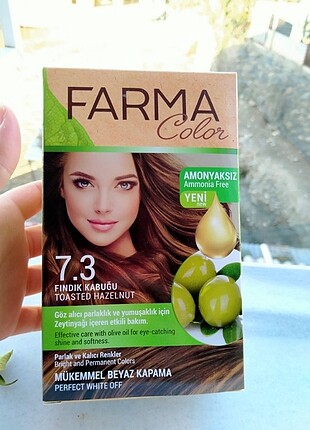 FARMA
Color
AMONYAKSIZ
Ammonia Free
YENİ
new
7.3
FINDIK KABUĞU
TOASTED HAZELNUT
Göz alıcı parlaklık ve yumuşaklık için
Zeytinyağı içeren etkili bakım.
Effective care with olive oil for eye-catching
shine and softness.
Parlak ve Kalıcı Renkler
Bright and Permanent Colors
MÜKEMMEL BEYAZ KAPAMA
PERFECT WHITE OFF